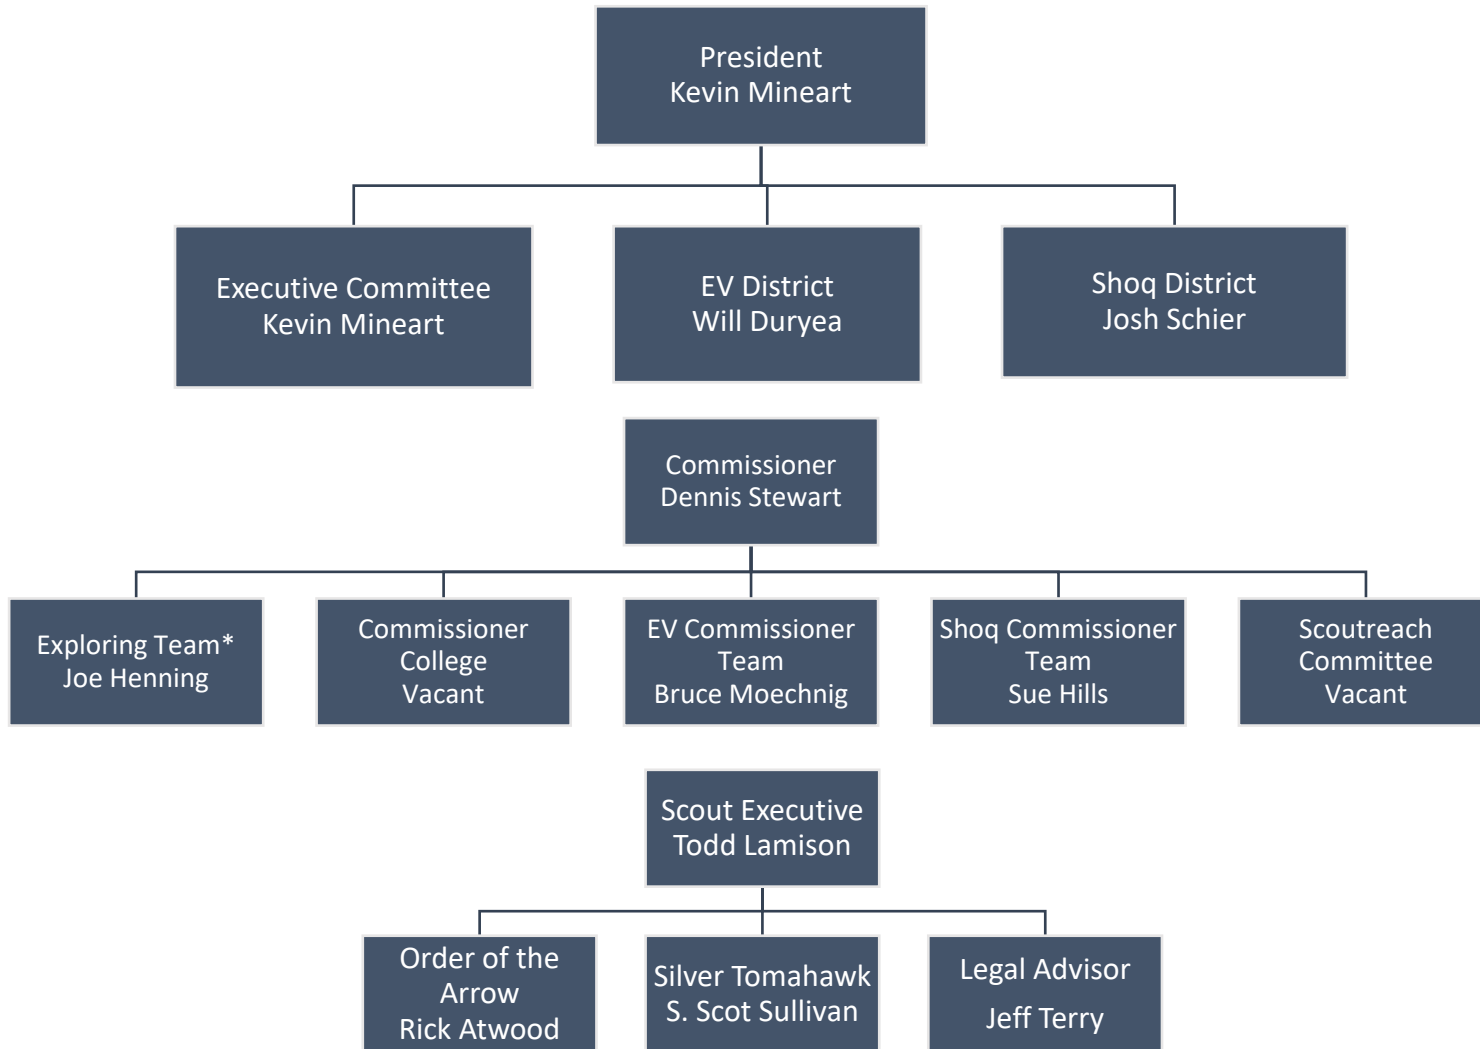 President
Kevin Mineart
Executive Committee
Kevin Mineart
EV District
Will Duryea
Shoq District
Josh Schier
Commissioner
Dennis Stewart
Exploring Team*
Joe Henning
Commissioner
College
Vacant
EV Commissioner
Team
Bruce Moechnig
Shoq Commissioner
Team
Sue Hills
Scoutreach
Committee
Vacant
Scout Executive
Todd Lamison
Order of the
Arrow
Rick Atwood
Silver Tomahawk
S. Scot Sullivan
Legal Advisor
Jeff Terry